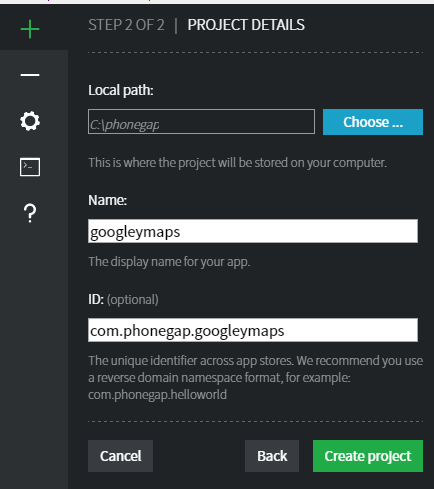 STEP 2 OF 2 | PROJECT DETAILS
Local path:
C:\phonegap
Choose ...
This is where the project will be stored on your computer.
Name:
googleymaps
The display name for your app.
ID: (optional)
com.phonegap.googleymaps
The unique identifier across app stores. We recommend you use
a reverse domain namespace format, for example:
com.phonegap.helloworld
Cancel
Back
Create project